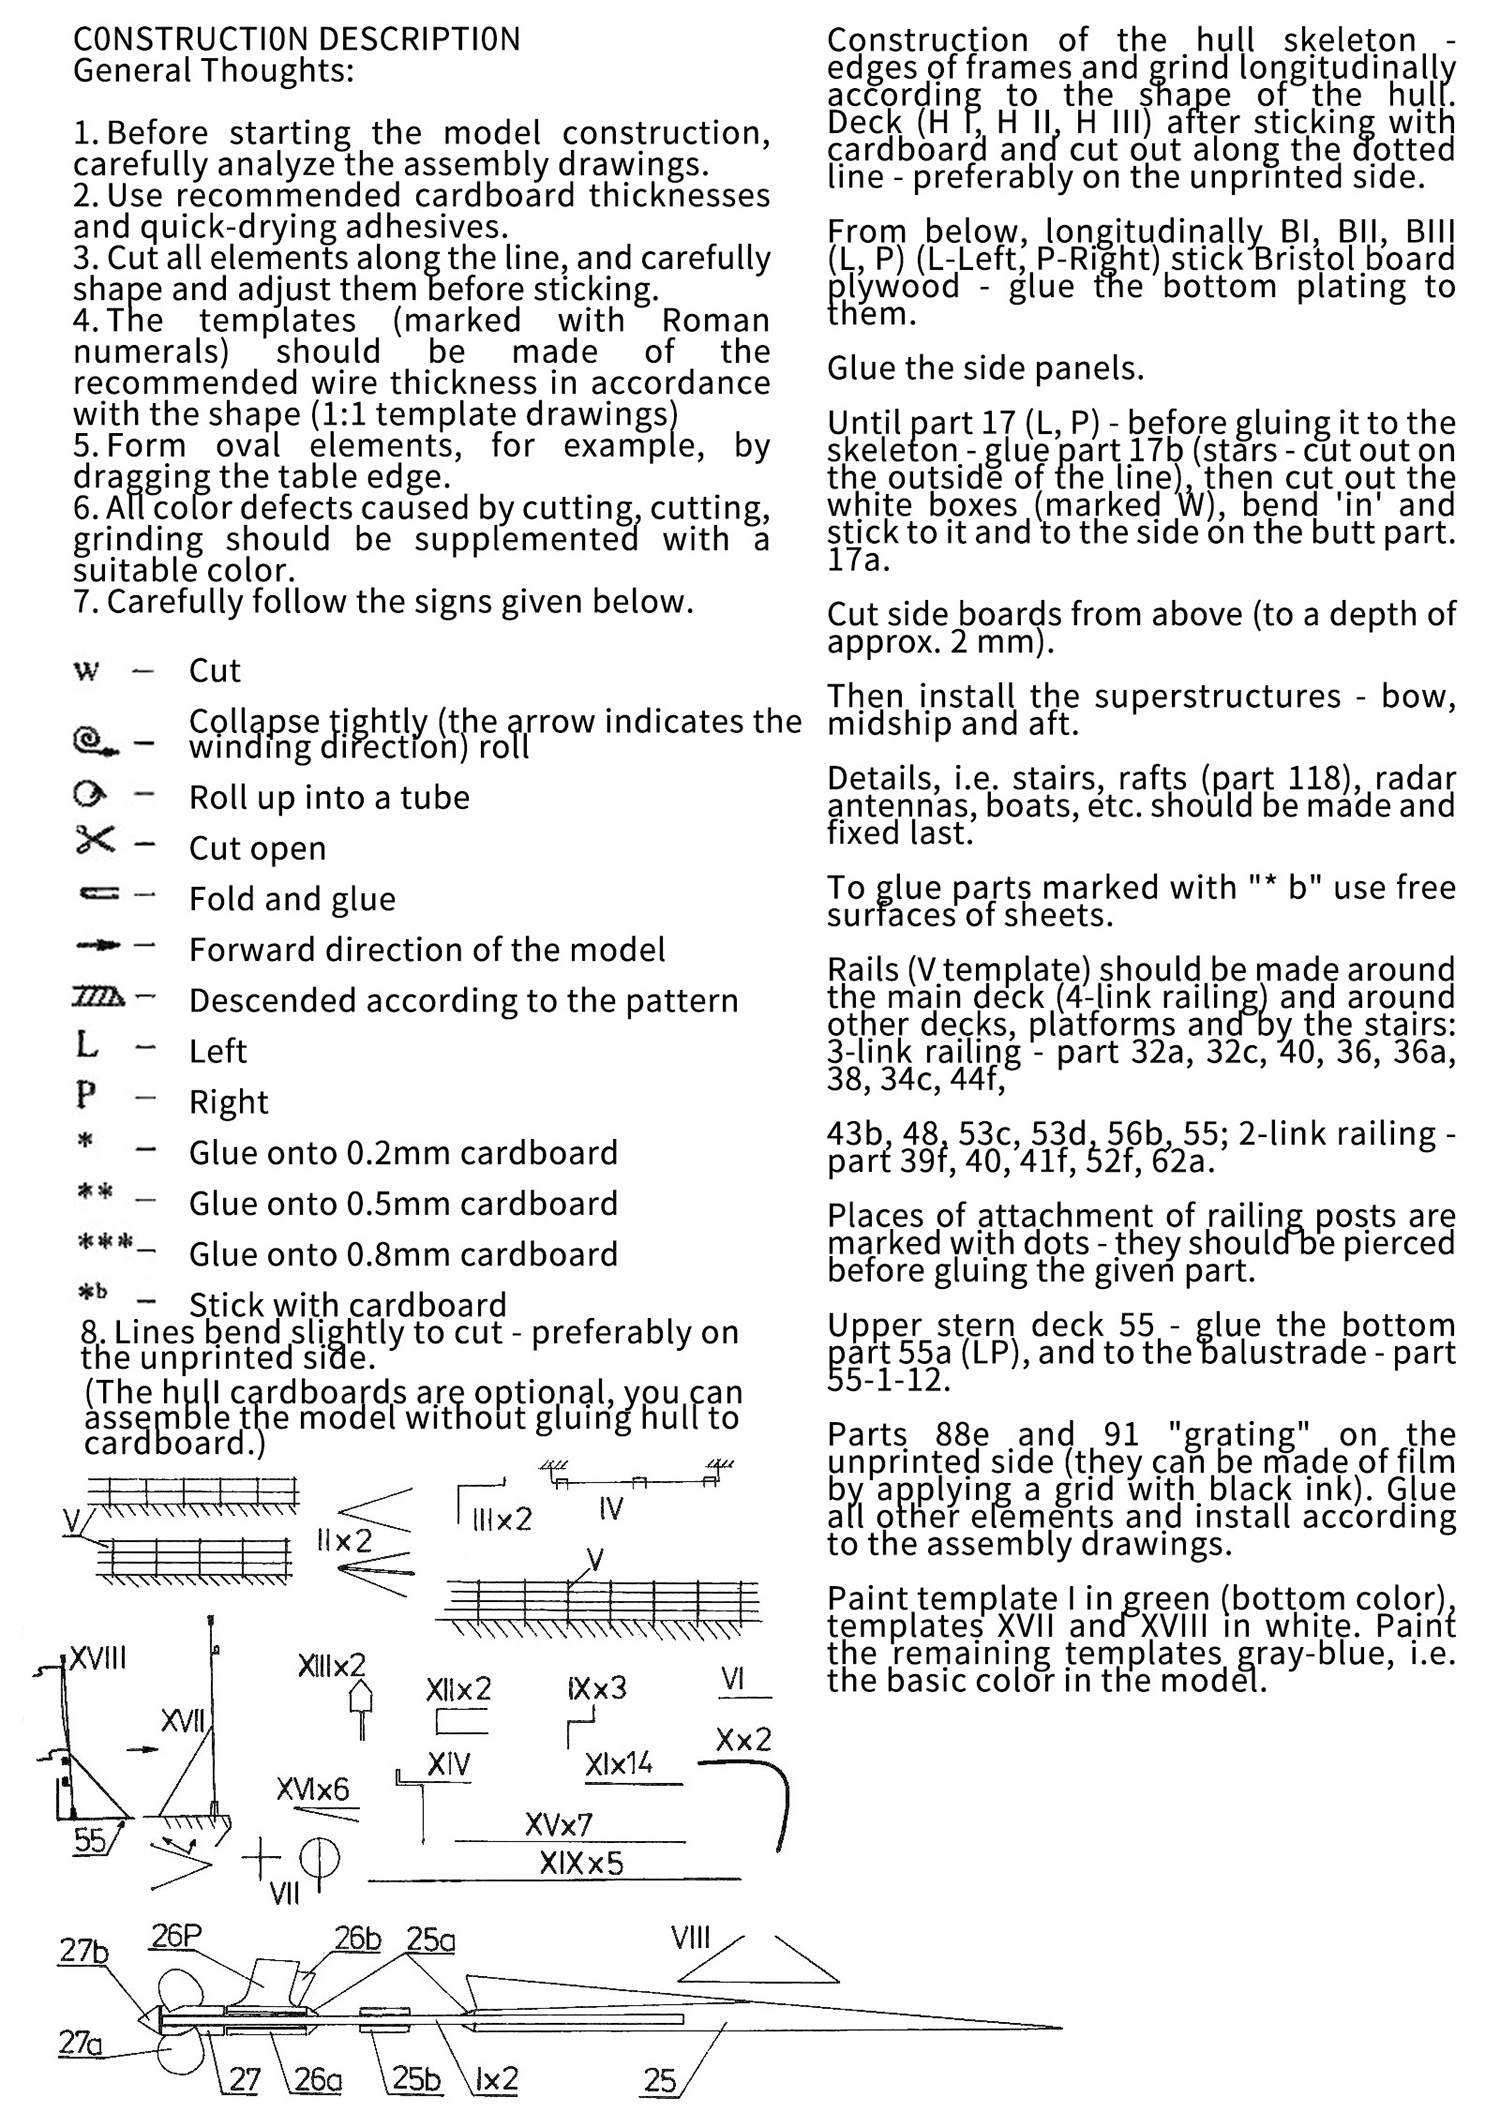 C0NSTRUCTI0N DESCRIPTI0N
General Thoughts:
1. Before starting the model construction,
carefully analyze the assembly drawings.
2. Use recommended cardboard thicknesses
and quick-drying adhesives.
3. Cut all elements along the line, and carefully
shape and adjust them before sticking.
4. The templates (marked with Roman
numerals) should be made of the
recommended wire thickness in accordance
with the shape (1:1 template drawings)
5. Form oval elements, for example, by
dragging the table edge.
6. All color defects caused by cutting, cutting,
grinding should be supplemented with a
suitable color.
7. Carefully follow the signs given below.
W – Cut
– Collapse tightly (the arrow indicates the
winding direction) roll
– Roll up into a tube
– Cut open
– Fold and glue
– Forward direction of the model
– Descended according to the pattern
L – Left
P – Right
* – Glue onto 0.2mm cardboard
** – Glue onto 0.5mm cardboard
*** – Glue onto 0.8mm cardboard
*b – Stick with cardboard
8. Lines bend slightly to cut - preferably on
the unprinted side.
(The hull cardboards are optional, you can
assemble the model without gluing hull to
cardboard.)
V
IIx2
IIIx2
IV
V
XVIII
XVII
55
XIIIx2
XIIx2
IXx3
VI
XIV
XIx14
Xx2
XVIx6
XVx7
XIXx5
VII
VIII
27b
26P
26b
25a
27a
27
26a
25b
Ix2
25
Construction of the hull skeleton -
edges of frames and grind longitudinally
according to the shape of the hull.
Deck (H I, H II, H III) after sticking with
cardboard and cut out along the dotted
line - preferably on the unprinted side.
From below, longitudinally BI, BII, BIII
(L, P) (L-Left, P-Right) stick Bristol board
plywood - glue the bottom plating to
them.
Glue the side panels.
Until part 17 (L, P) - before gluing it to the
skeleton - glue part 17b (stars - cut out on
the outside of the line), then cut out the
white boxes (marked W), bend 'in' and
stick to it and to the side on the butt part.
17a.
Cut side boards from above (to a depth of
approx. 2 mm).
Then install the superstructures - bow,
midship and aft.
Details, i.e. stairs, rafts (part 118), radar
antennas, boats, etc. should be made and
fixed last.
To glue parts marked with "* b" use free
surfaces of sheets.
Rails (V template) should be made around
the main deck (4-link railing) and around
other decks, platforms and by the stairs:
3-link railing - part 32a, 32c, 40, 36, 36a,
38, 34c, 44f,
43b, 48, 53c, 53d, 56b, 55; 2-link railing -
part 39f, 40, 41f, 52f, 62a.
Places of attachment of railing posts are
marked with dots - they should be pierced
before gluing the given part.
Upper stern deck 55 - glue the bottom
part 55a (LP), and to the balustrade - part
55-1-12.
Parts 88e and 91 "grating" on the
unprinted side (they can be made of film
by applying a grid with black ink). Glue
all other elements and install according
to the assembly drawings.
Paint template I in green (bottom color),
templates XVII and XVIII in white. Paint
the remaining templates gray-blue, i.e.
the basic color in the model.